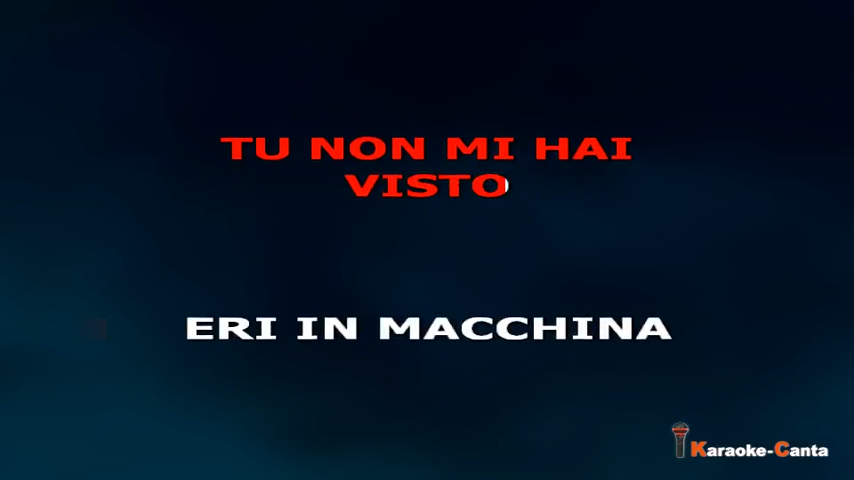 TU NON MI HAI
VISTO
ERI IN MACCHINA
Karaoke-Canta